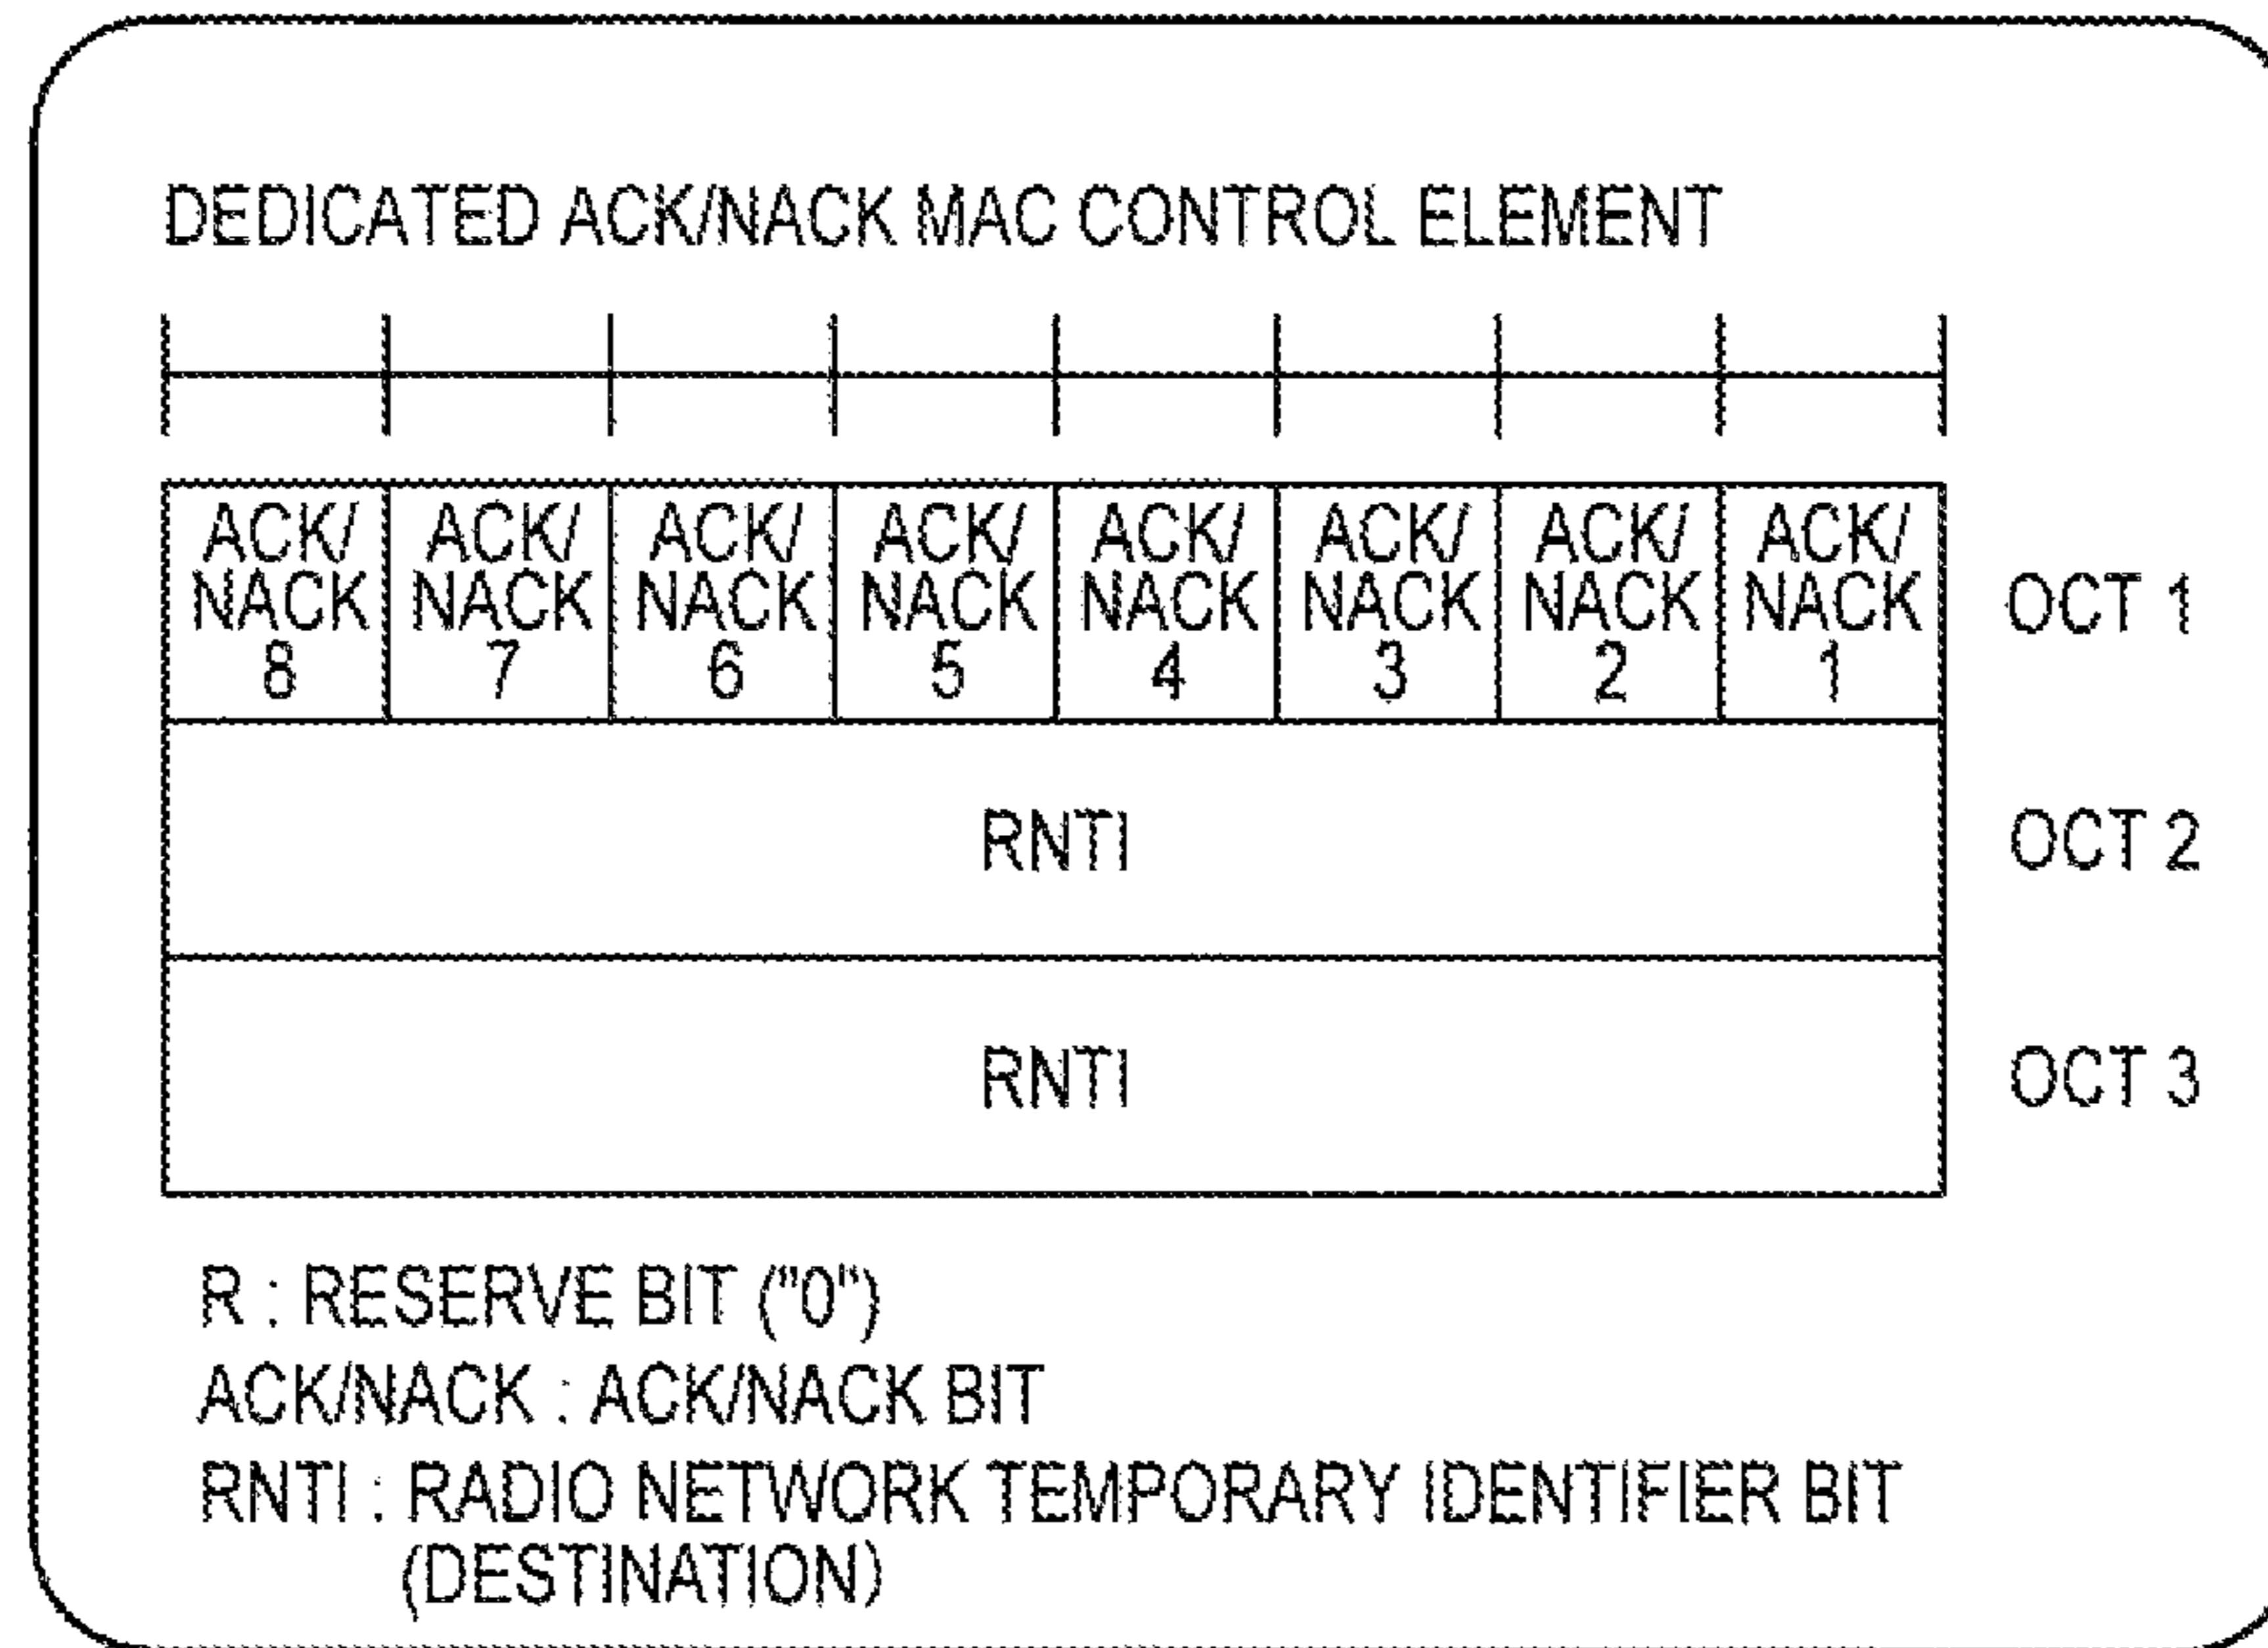 DEDICATED ACK/NACK MAC CONTROL ELEMENT
ACK/ ACK/ ACK/ ACK/ ACK/ ACK/ ACK/ ACK/
NACK NACK NACK NACK NACK NACK NACK NACK
8 7 6 5 4 3 2 1
OCT 1
RNTI OCT 2
RNTI OCT 3
R : RESERVE BIT ("0")
ACK/NACK : ACK/NACK BIT
RNTI : RADIO NETWORK TEMPORARY IDENTIFIER BIT
(DESTINATION)